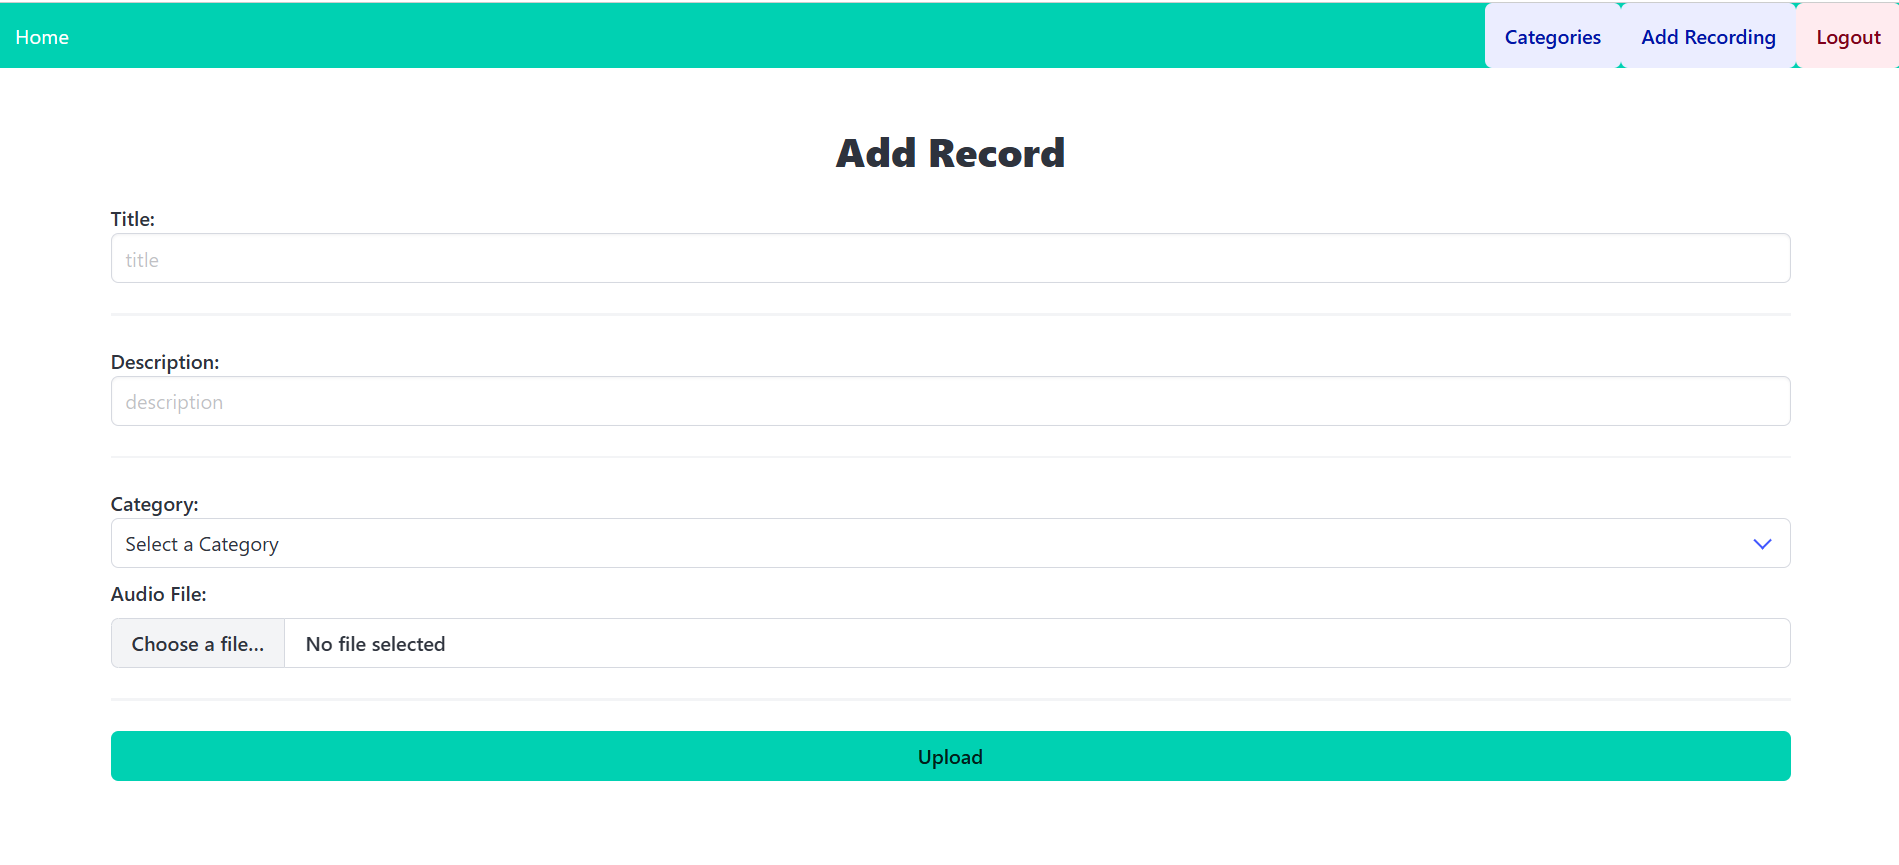 Home Categories Add Recording Logout
Add Record
Title:
title
Description:
description
Category:
Select a Category
Audio File:
Choose a file... No file selected
Upload